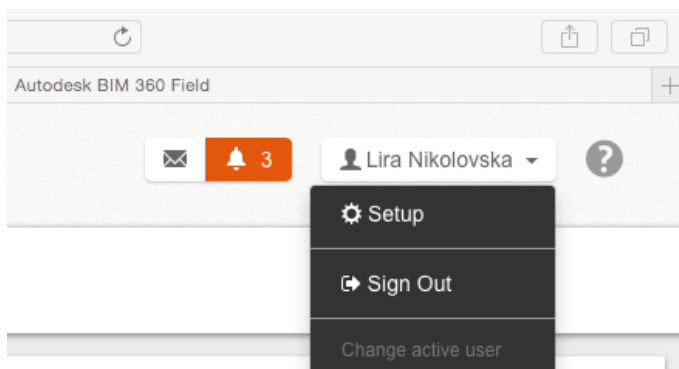 Autodesk BIM 360 Field
3
Lira Nikolovska
?
Setup
Sign Out
Change active user